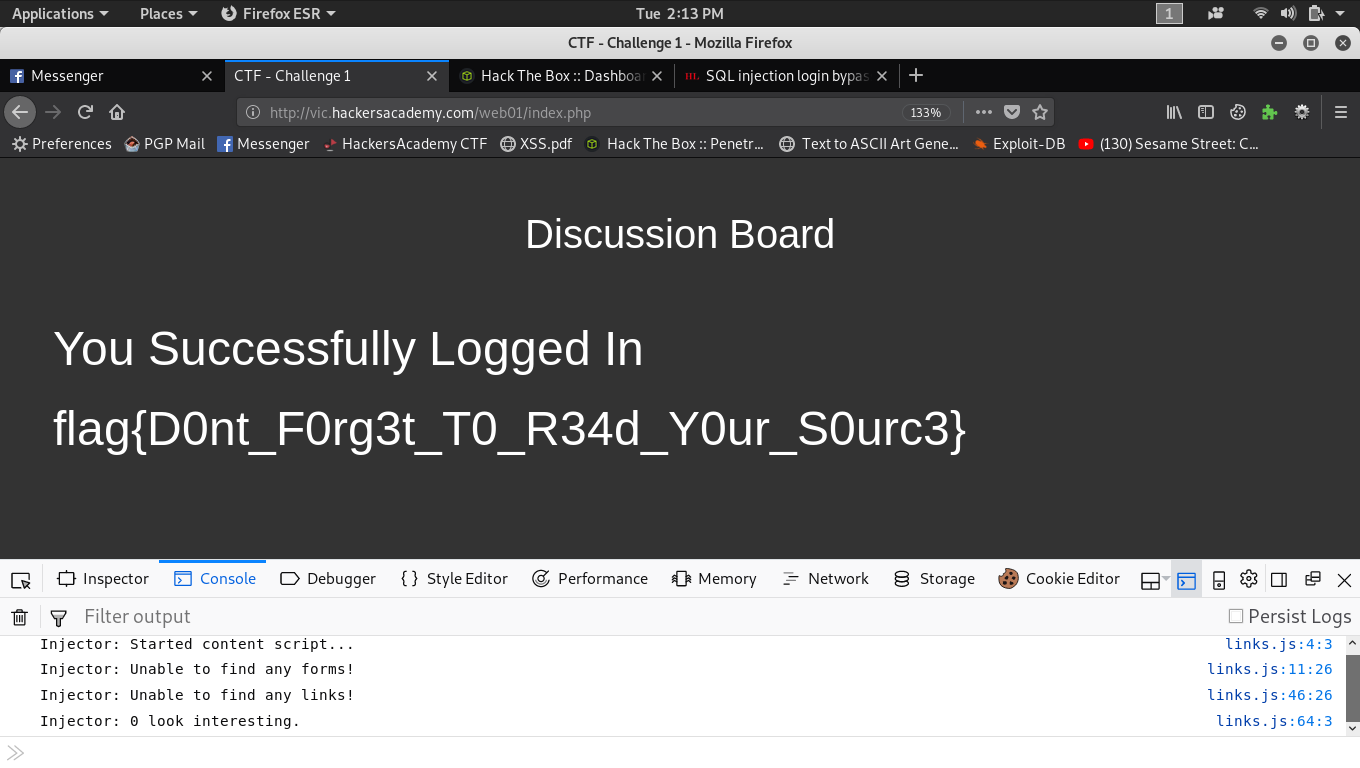 Applications Places Firefox ESR Tue 2:13 PM 1
CTF - Challenge 1 - Mozilla Firefox
Messenger CTF - Challenge 1 Hack The Box :: Dashboa SQL injection login bypas
http://vic.hackersacademy.com/web01/index.php 133%
Preferences PGP Mail Messenger HackersAcademy CTF XSS.pdf Hack The Box :: Penetr... Text to ASCII Art Gene... Exploit-DB (130) Sesame Street: C...
Discussion Board
You Successfully Logged In
flag{D0nt_F0rg3t_T0_R34d_Y0ur_S0urc3}
Inspector Console Debugger Style Editor Performance Memory Network Storage Cookie Editor
Filter output Persist Logs
Injector: Started content script... links.js:4:3
Injector: Unable to find any forms! links.js:11:26
Injector: Unable to find any links! links.js:46:26
Injector: 0 look interesting. links.js:64:3